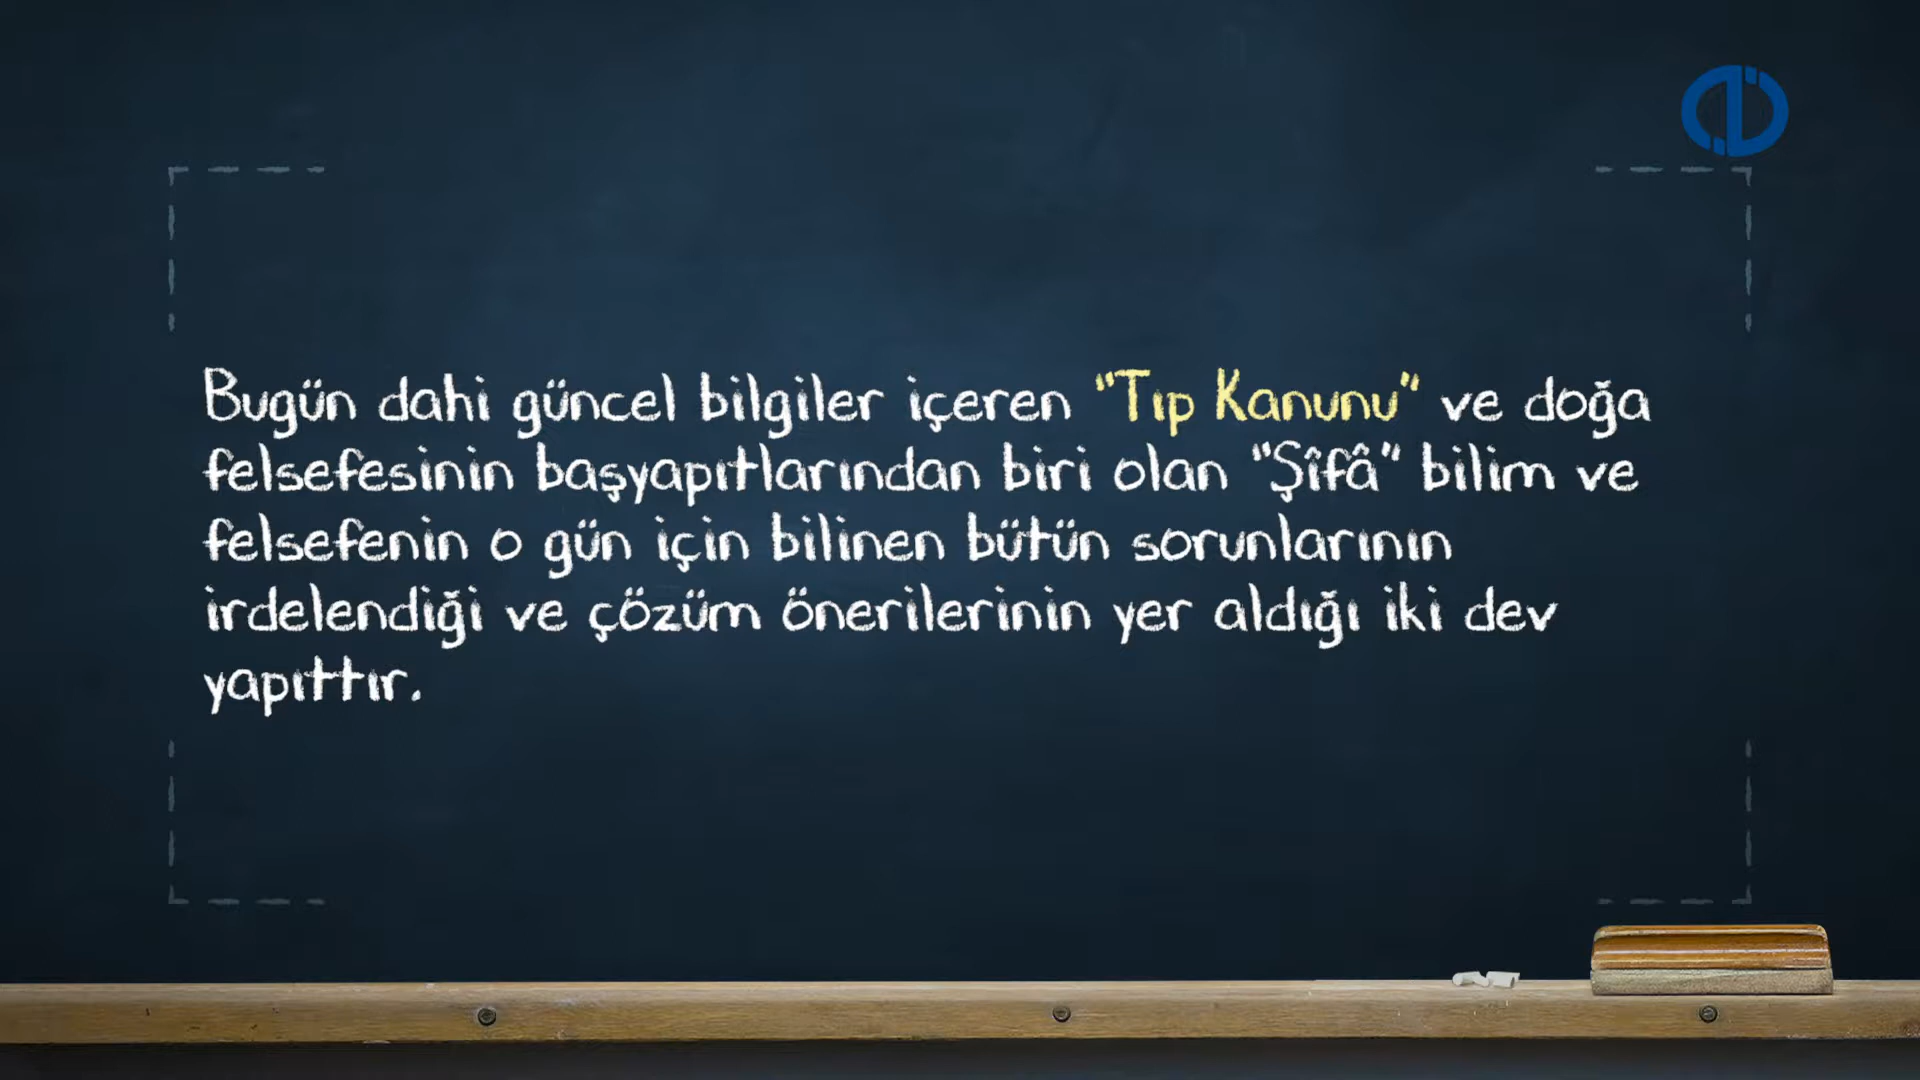 Bugün dahi güncel bilgiler içeren "Tıp Kanunu" ve doğa
felsefesinin başyapıtlarından biri olan "Şîfâ" bilim ve
felsefenin o gün için bilinen bütün sorunlarının
irdelendiği ve çözüm önerilerinin yer aldığı iki dev
yapıttır.